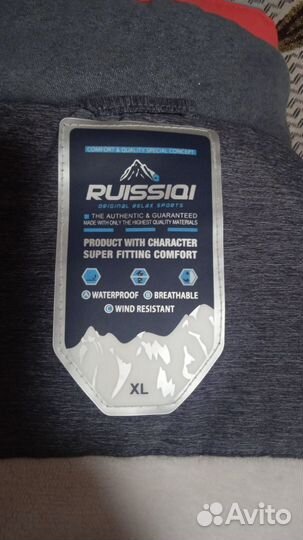 COMFORT & QUALITY SPECIAL CONCEPT
RUISSIQI
ORIGINAL RELAX SPORTS
THE AUTHENTIC & GUARANTEED
MADE WITH ONLY THE HIGHEST QUALITY MATERIALS
PRODUCT WITH CHARACTER
SUPER FITTING COMFORT
A WATERPROOF B BREATHABLE
C WIND RESISTANT
XL
Avito